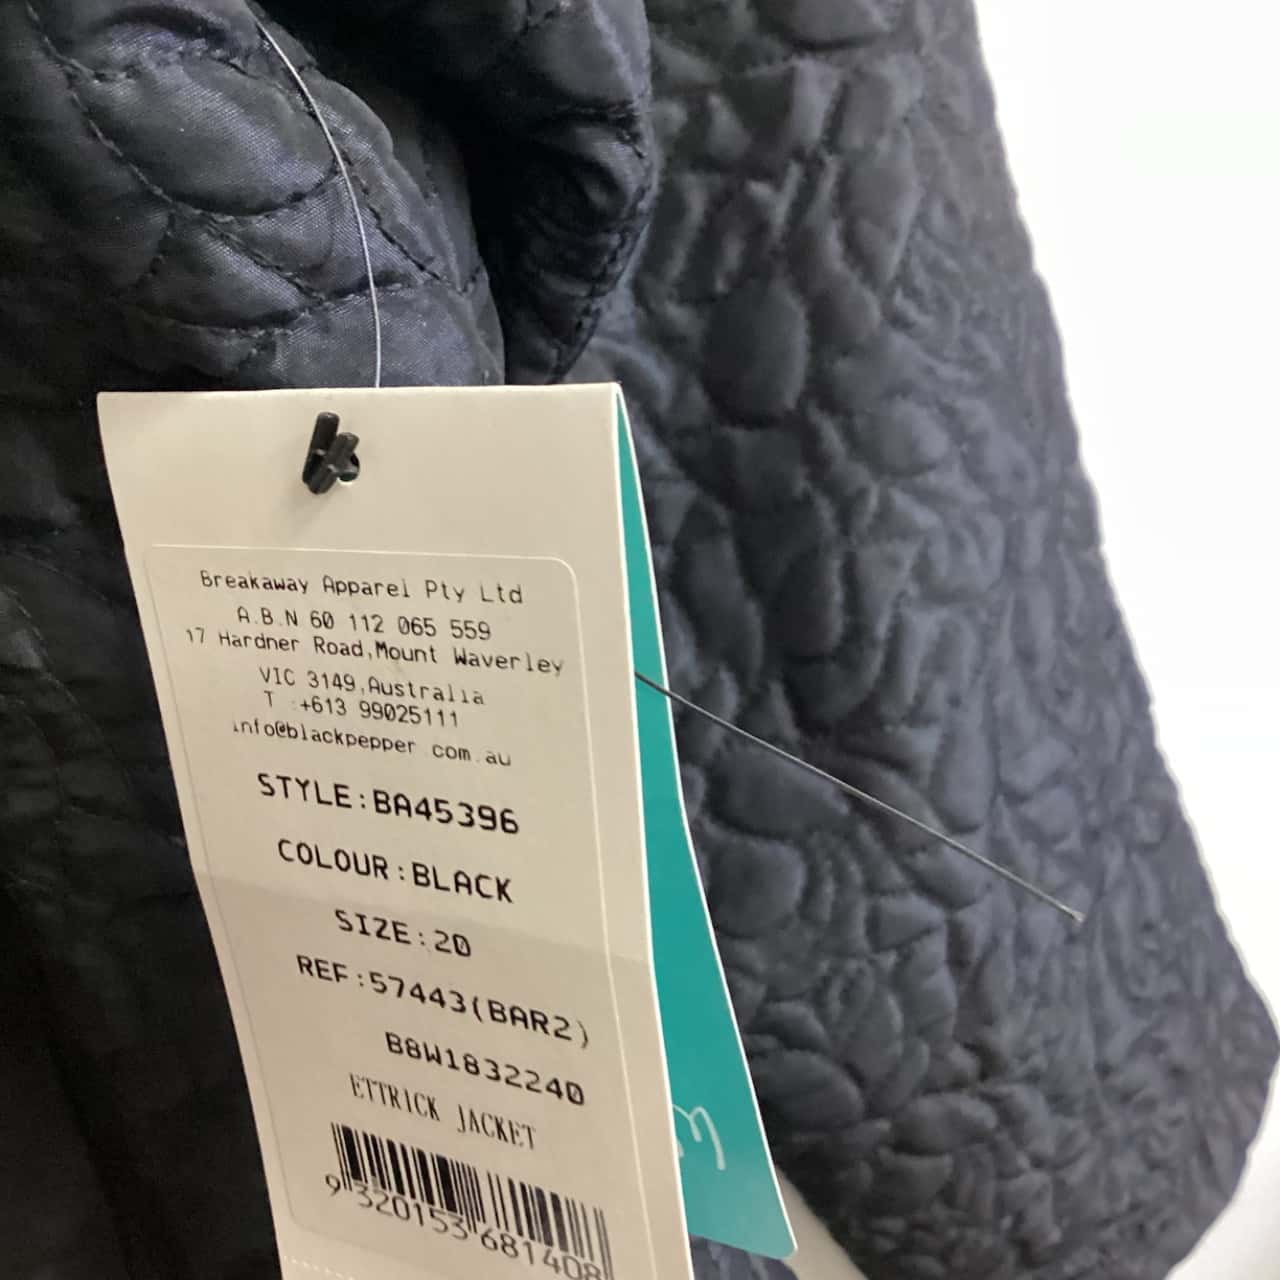 Breakaway Apparel Pty Ltd
A.B.N 60 112 065 559
17 Hardner Road,Mount Waverley
VIC 3149,Australia
T :+613 99025111
info@blackpepper.com.au
STYLE:BA45396
COLOUR:BLACK
SIZE:20
REF:57443(BAR2)
B8W1832240
ETTRICK JACKET
9 320153 681408